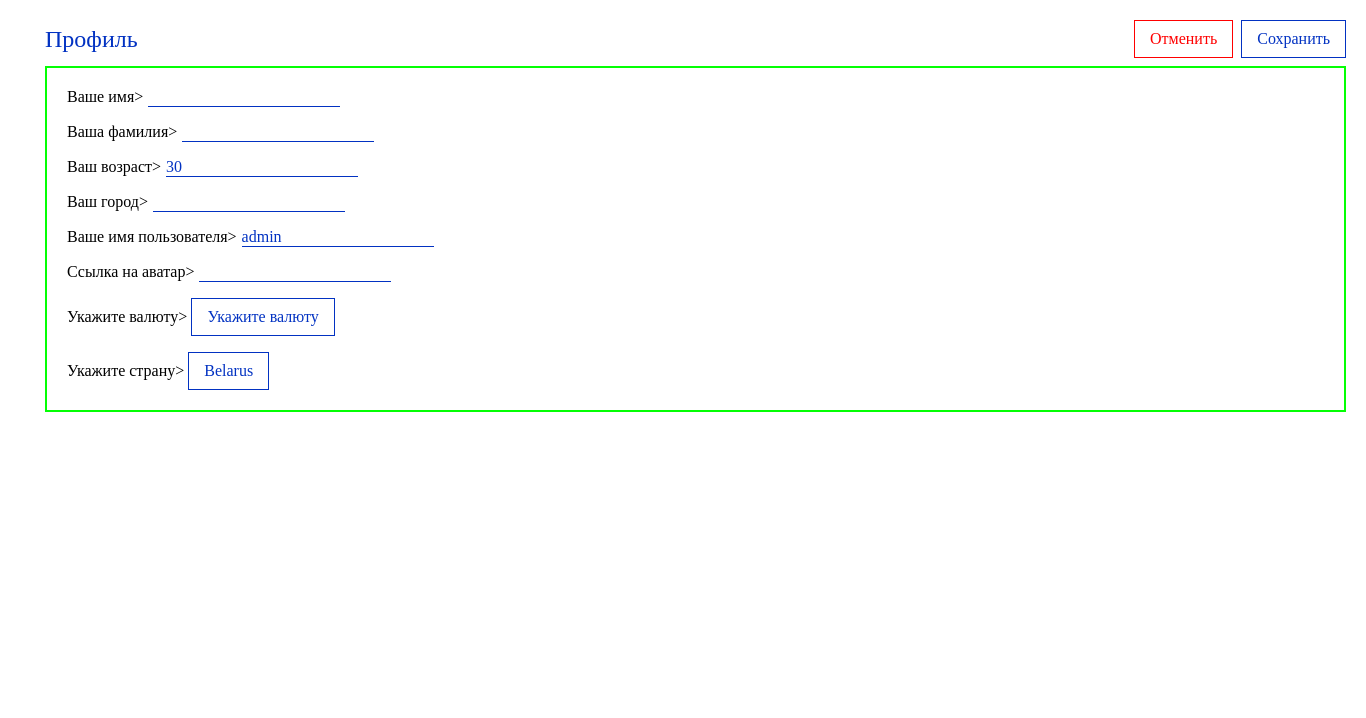 Профиль Отменить Сохранить
Ваше имя>
Ваша фамилия>
Ваш возраст> 30
Ваш город>
Ваше имя пользователя> admin
Ссылка на аватар>
Укажите валюту> Укажите валюту
Укажите страну> Belarus